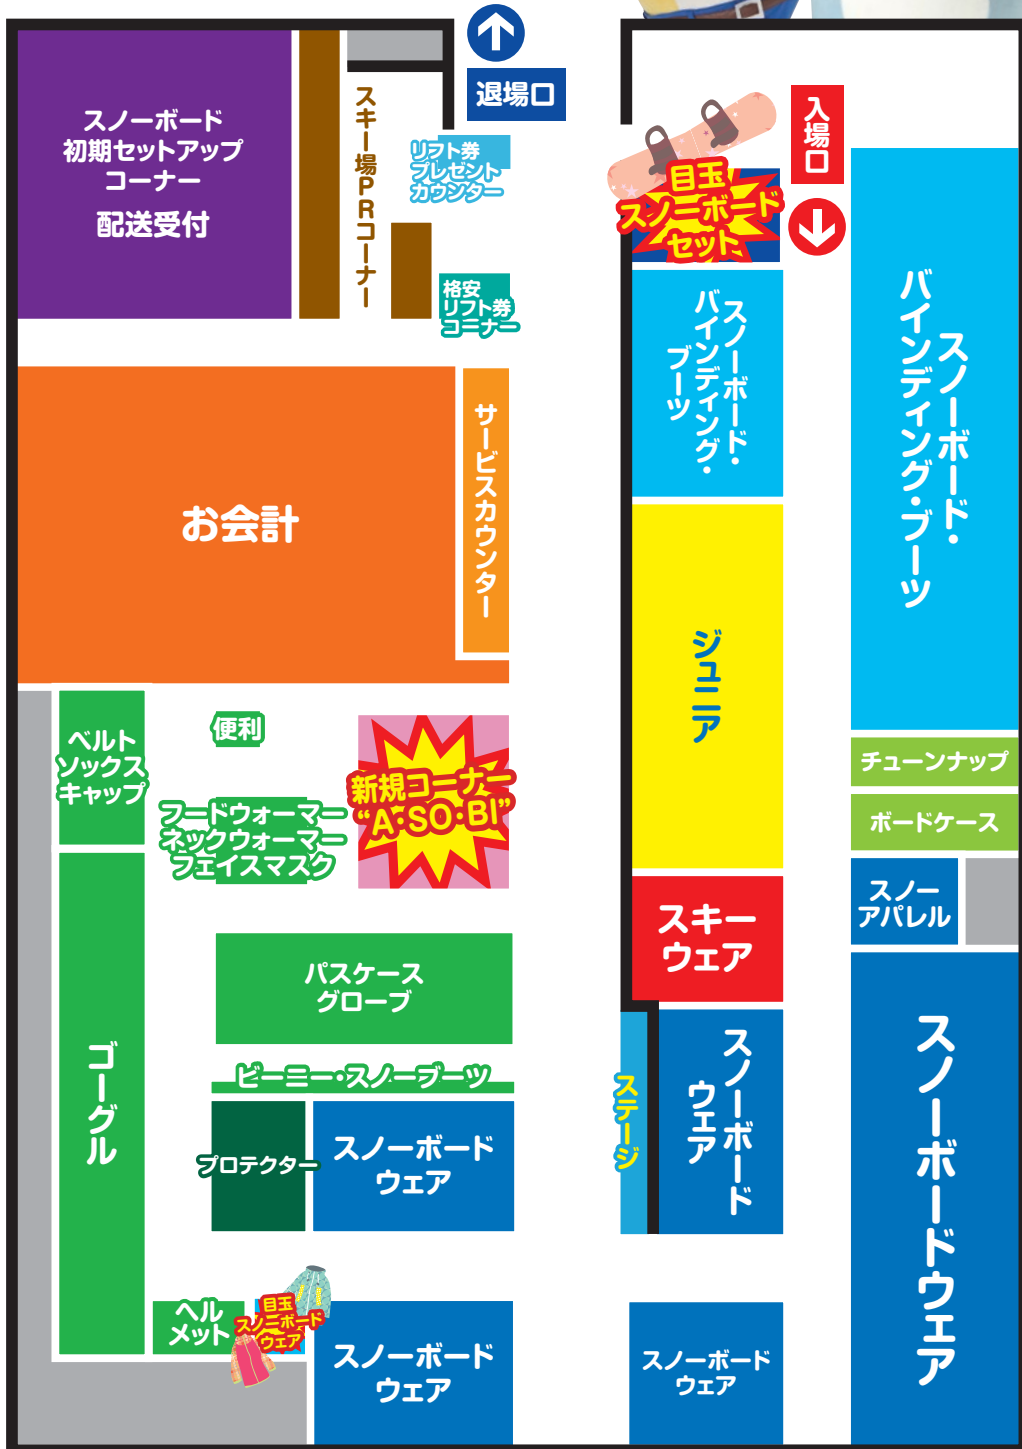 退場口
入場口
スノーボード
初期セットアップ
コーナー
配送受付
スキー場PRコーナー
リフト券
プレゼント
カウンター
格安
リフト券
コーナー
目玉
スノーボード
セット
スノーボード・
バインディング・
ブーツ
スノーボード・
バインディング・ブーツ
お会計
サービスカウンター
ジュニア
ベルト
ソックス
キャップ
便利
フードウォーマー
ネックウォーマー
フェイスマスク
新規コーナー
“A・SO・BI”
チューンナップ
ボードケース
スノー
アパレル
スキー
ウェア
パスケース
グローブ
ゴーグル
ビーニー・スノーブーツ
プロテクター
スノーボード
ウェア
ステージ
スノーボード
ウェア
スノーボードウェア
ヘル
メット
目玉
スノーボード
ウェア
スノーボード
ウェア
スノーボード
ウェア